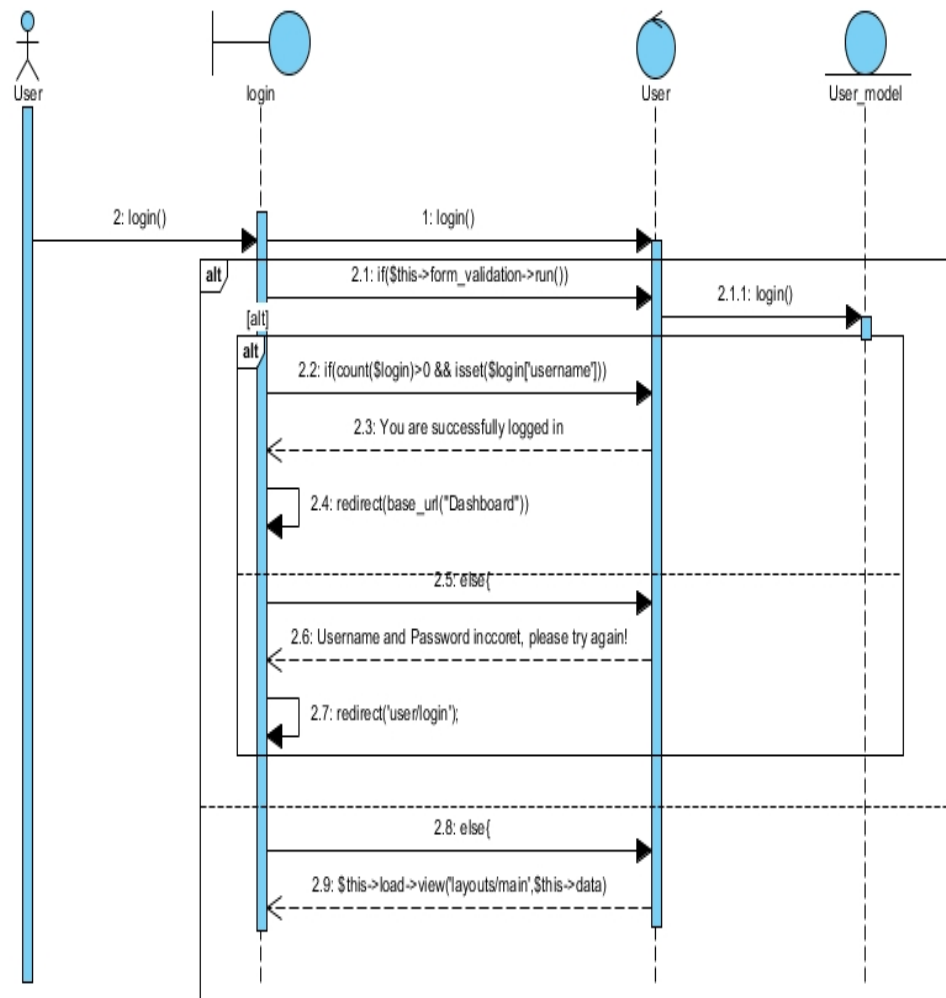 User
login
User
User_model
2: login()
1: login()
alt
2.1: if($this->form_validation->run())
2.1.1: login()
[alt]
alt
2.2: if(count($login)>0 && isset($login['username']))
2.3: You are successfully logged in
2.4: redirect(base_url("Dashboard"))
2.5: else{
2.6: Username and Password inccoret, please try again!
2.7: redirect('user/login');
2.8: else{
2.9: $this->load->view('layouts/main',$this->data)